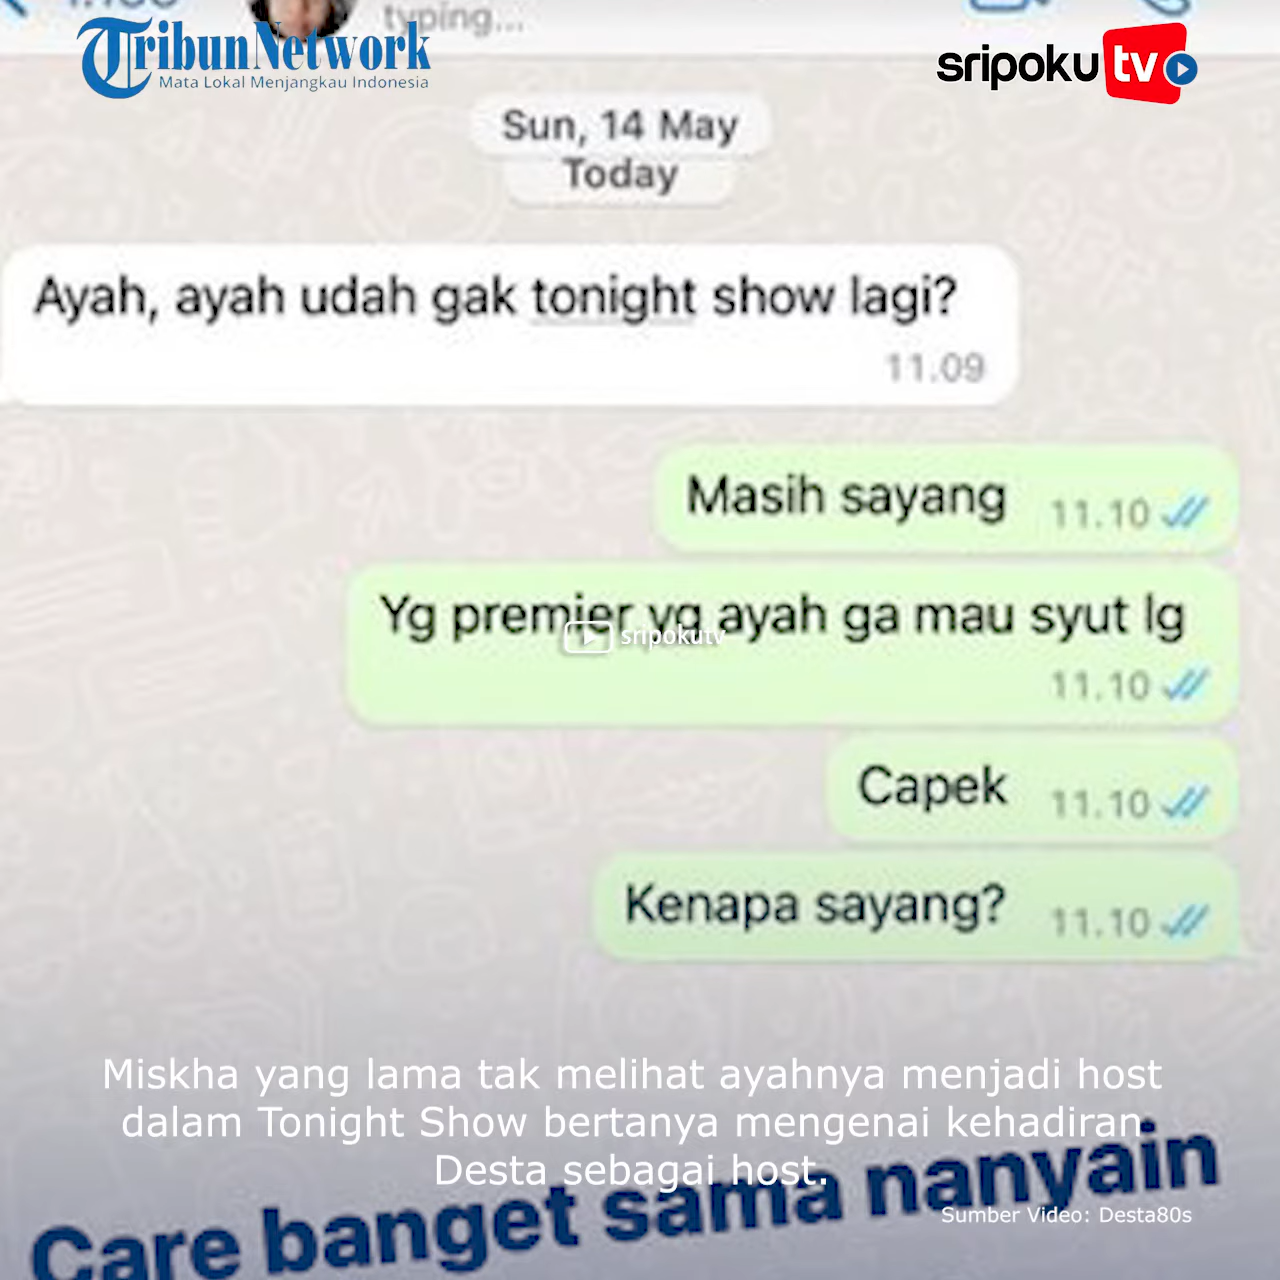 typing...
TribunNetwork
Mata Lokal Menjangkau Indonesia
sripoku tv
Sun, 14 May
Today
Ayah, ayah udah gak tonight show lagi?
11.09
Masih sayang 11.10
Yg premier yg ayah ga mau syut lg
11.10
sripokutv
Capek 11.10
Kenapa sayang? 11.10
Miskha yang lama tak melihat ayahnya menjadi host
dalam Tonight Show bertanya mengenai kehadiran
Desta sebagai host.
Care banget sama nanyain
Sumber Video: Desta80s